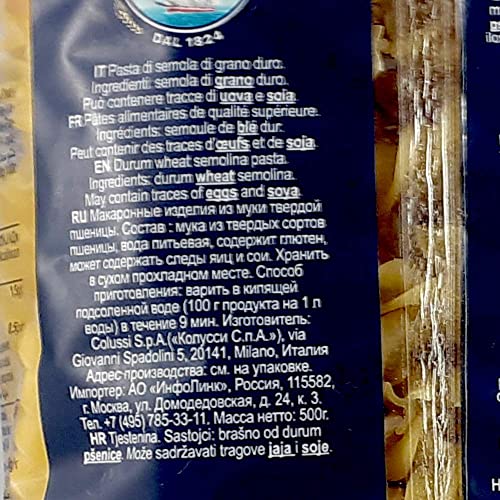 DAL 1824
IT Pasta di semola di grano duro.
Ingredienti: semola di grano duro.
Può contenere tracce di uova e soia.
FR Pâtes alimentaires de qualité supérieure.
Ingrédients: semoule de blé dur.
Peut contenir des traces d'œufs et de soja.
EN Durum wheat semolina pasta.
Ingredients: durum wheat semolina.
May contain traces of eggs and soya.
RU Макаронные изделия из муки твердой
пшеницы. Состав : мука из твердых сортов
пшеницы, вода питьевая, содержит глютен,
может содержать следы яиц и сои. Хранить
в сухом прохладном месте. Способ
приготовления: варить в кипящей
подсоленной воде (100 г продукта на 1 л
воды) в течение 9 мин. Изготовитель:
Colussi S.p.A.(«Колусси С.п.А.»), via
Giovanni Spadolini 5, 20141, Milano, Италия
Адрес производства: см. на упаковке.
Импортер: АО «ИнфоЛинк», Россия, 115582,
г. Москва, ул. Домодедовская, д. 24, к. 3.
Тел. +7 (495) 785-33-11. Масса нетто: 500г.
HR Tjestenina. Sastojci: brašno od durum
pšenice. Može sadržavati tragove jaja i soje.